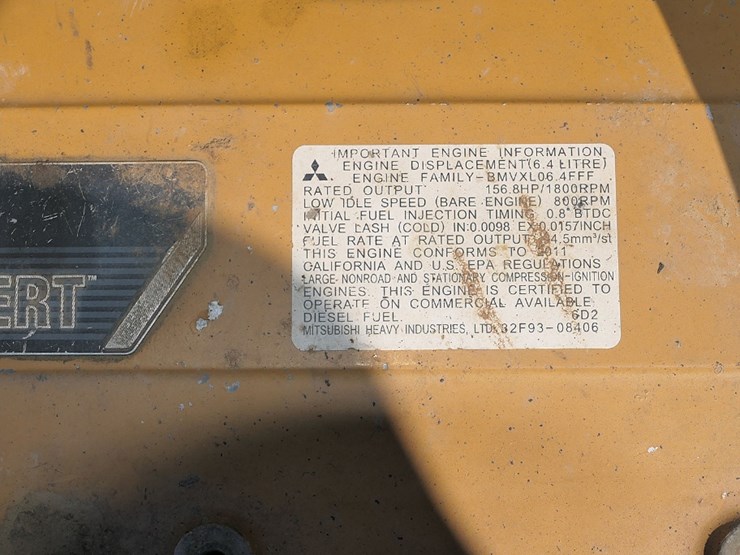 ERT™
IMPORTANT ENGINE INFORMATION
ENGINE DISPLACEMENT (6.4 LITRE)
ENGINE FAMILY-BMVXL06.4FFF
RATED OUTPUT 156.8HP/1800RPM
LOW IDLE SPEED (BARE ENGINE) 800RPM
INITIAL FUEL INJECTION TIMING 0.8° BTDC
VALVE LASH (COLD) IN:0.0098 EX:0.0157INCH
FUEL RATE AT RATED OUTPUT 4.5mm³/st
THIS ENGINE CONFORMS TO 2011
CALIFORNIA AND U.S. EPA REGULATIONS
LARGE NONROAD AND STATIONARY COMPRESSION-IGNITION
ENGINES. THIS ENGINE IS CERTIFIED TO
OPERATE ON COMMERCIAL AVAILABLE
DIESEL FUEL. 6D2
MITSUBISHI HEAVY INDUSTRIES, LTD. 32F93-08406